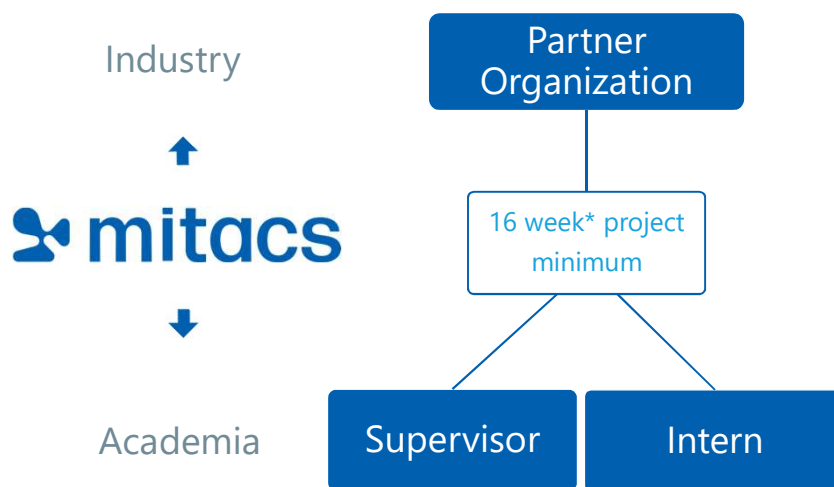 Industry
Partner
Organization
mitacs
16 week* project
minimum
Academia
Supervisor
Intern